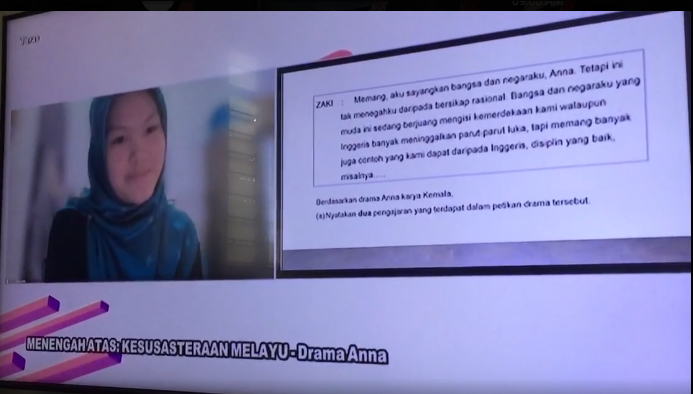 ZAKI : Memang, aku sayangkan bangsa dan negaraku, Anna. Tetapi ini
tak menegahku daripada bersikap rasional. Bangsa dan negaraku yang
muda ini sedang berjuang mengisi kemerdekaan kami walaupun
Inggeris banyak meninggalkan parut-parut luka, tapi memang banyak
juga contoh yang kami dapat daripada Inggeris, disiplin yang baik,
misalnya.....
Berdasarkan drama Anna karya Kemala,
(a)Nyatakan dua pengajaran yang terdapat dalam petikan drama tersebut.
MENENGAH ATAS: KESUSASTERAAN MELAYU - Drama Anna